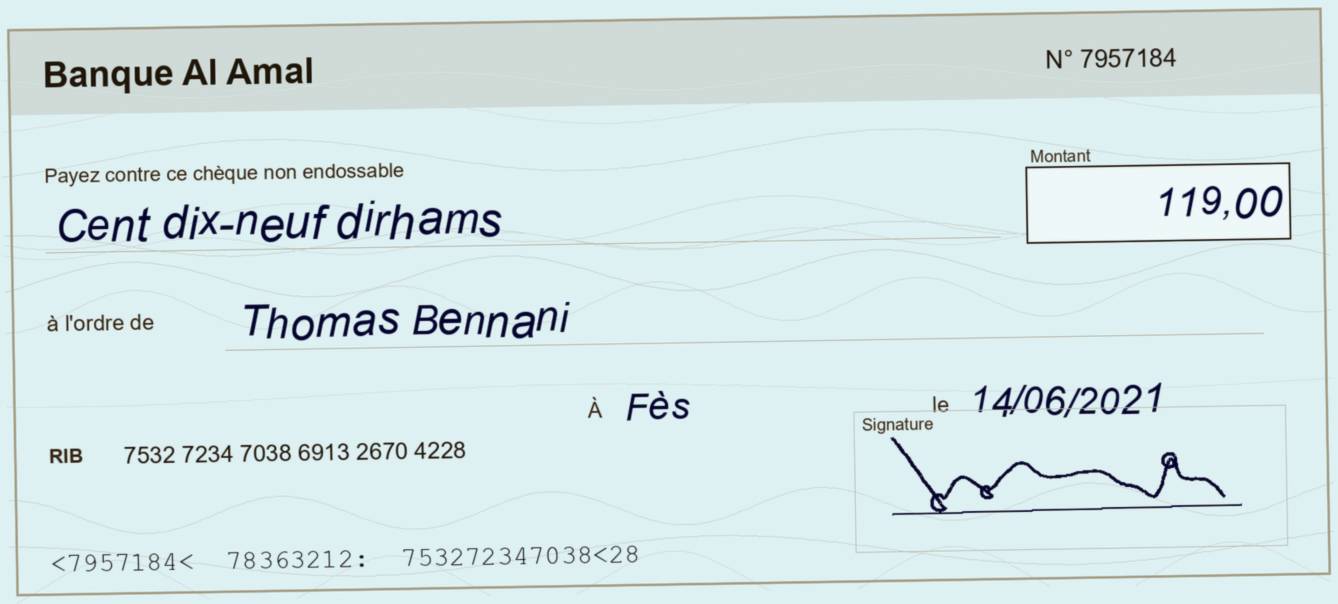 Banque Al Amal
N° 7957184
Payez contre ce chèque non endossable
Montant
Cent dix-neuf dirhams
119,00
à l'ordre de Thomas Bennani
À Fès le 14/06/2021
Signature
RIB 7532 7234 7038 6913 2670 4228
<7957184< 78363212: 753272347038<28